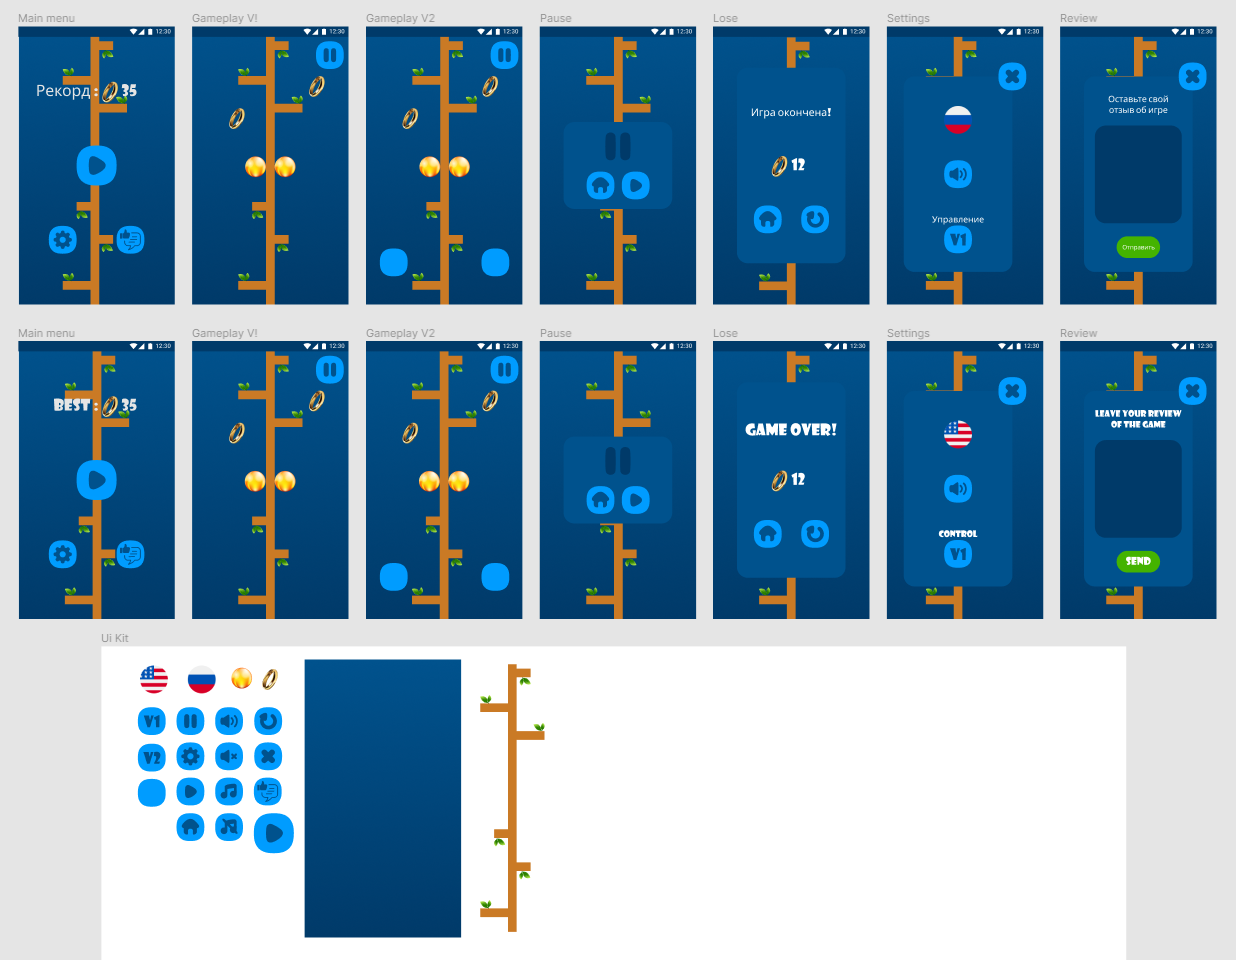 Main menu
Gameplay V!
Gameplay V2
Pause
Lose
Settings
Review
12:30
12:30
12:30
12:30
12:30
12:30
12:30
Рекорд : 35
Игра окончена!
12
Управление
V1
Оставьте свой
отзыв об игре
Отправить
Main menu
Gameplay V!
Gameplay V2
Pause
Lose
Settings
Review
12:30
12:30
12:30
12:30
12:30
12:30
12:30
BEST : 35
GAME OVER!
12
CONTROL
V1
LEAVE YOUR REVIEW
OF THE GAME
SEND
Ui Kit
V1
V2